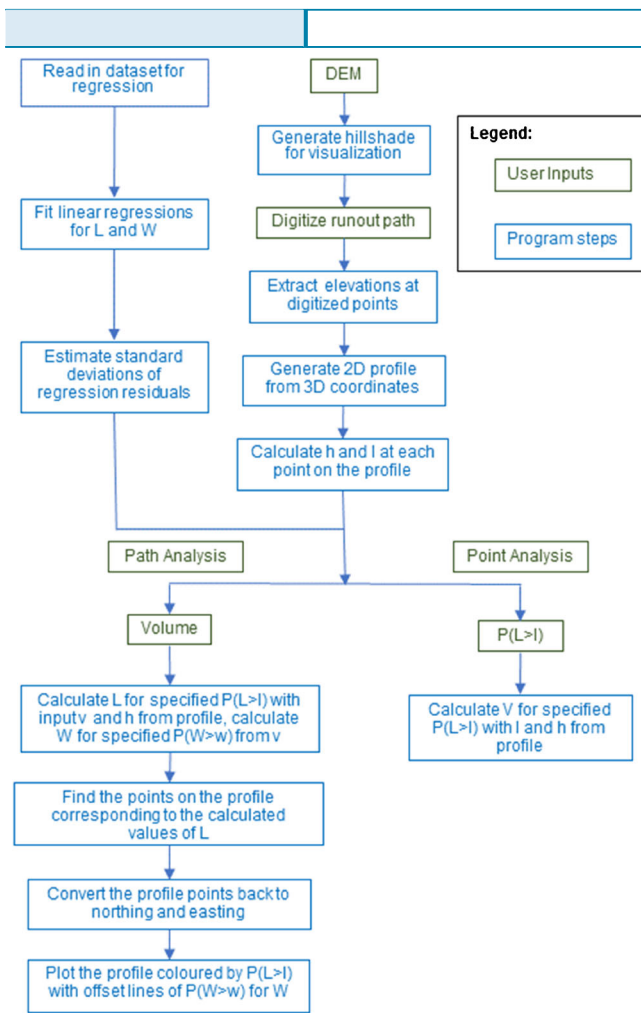 Read in dataset for
regression
Fit linear regressions
for L and W
Estimate standard
deviations of
regression residuals
DEM
Generate hillshade
for visualization
Digitize runout path
Extract elevations at
digitized points
Generate 2D profile
from 3D coordinates
Calculate h and l at each
point on the profile
Legend:
User Inputs
Program steps
Path Analysis
Volume
Calculate L for specified P(L>l) with
input v and h from profile, calculate
W for specified P(W>w) from v
Find the points on the profile
corresponding to the calculated
values of L
Convert the profile points back to
northing and easting
Plot the profile coloured by P(L>l)
with offset lines of P(W>w) for W
Point Analysis
P(L>l)
Calculate V for specified
P(L>l) with l and h from
profile